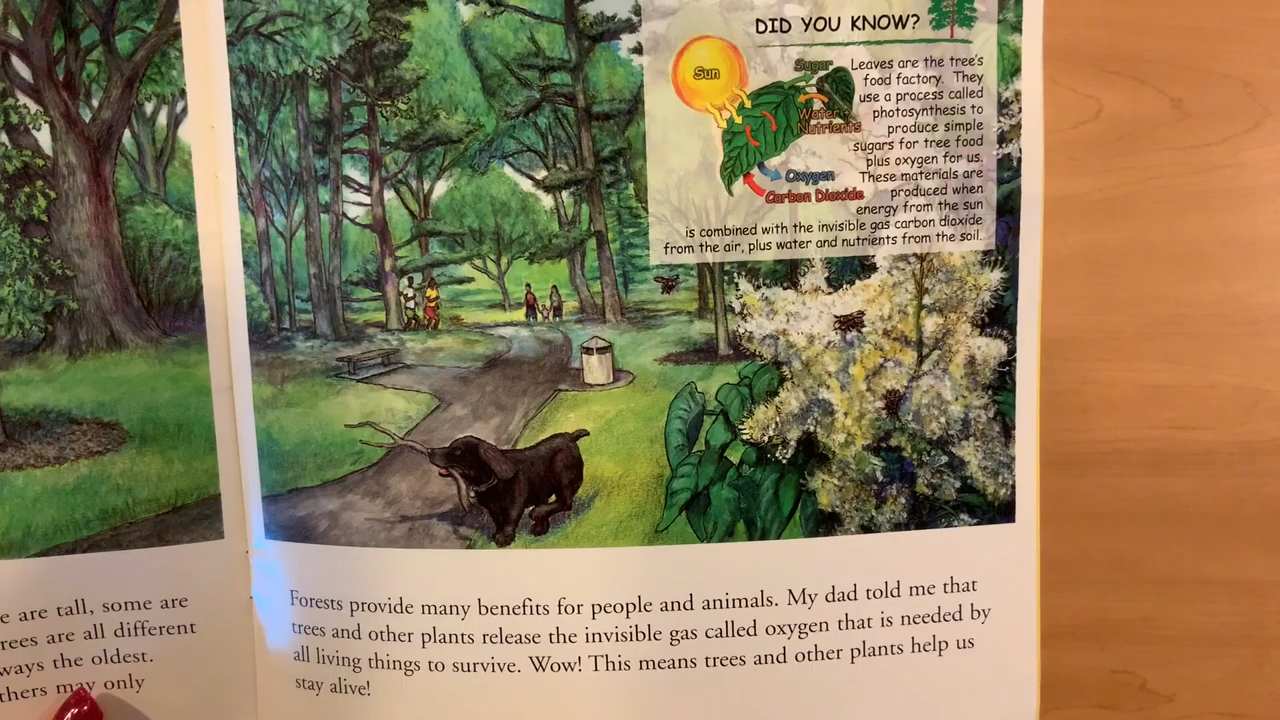 e are tall, some are
rees are all different
ways the oldest.
thers may only
DID YOU KNOW?
Sun
Sugar
Water
Nutrients
Oxygen
Carbon Dioxide
Leaves are the tree's
food factory. They
use a process called
photosynthesis to
produce simple
sugars for tree food
plus oxygen for us.
These materials are
produced when
energy from the sun
is combined with the invisible gas carbon dioxide
from the air, plus water and nutrients from the soil.
Forests provide many benefits for people and animals. My dad told me that
trees and other plants release the invisible gas called oxygen that is needed by
all living things to survive. Wow! This means trees and other plants help us
stay alive!